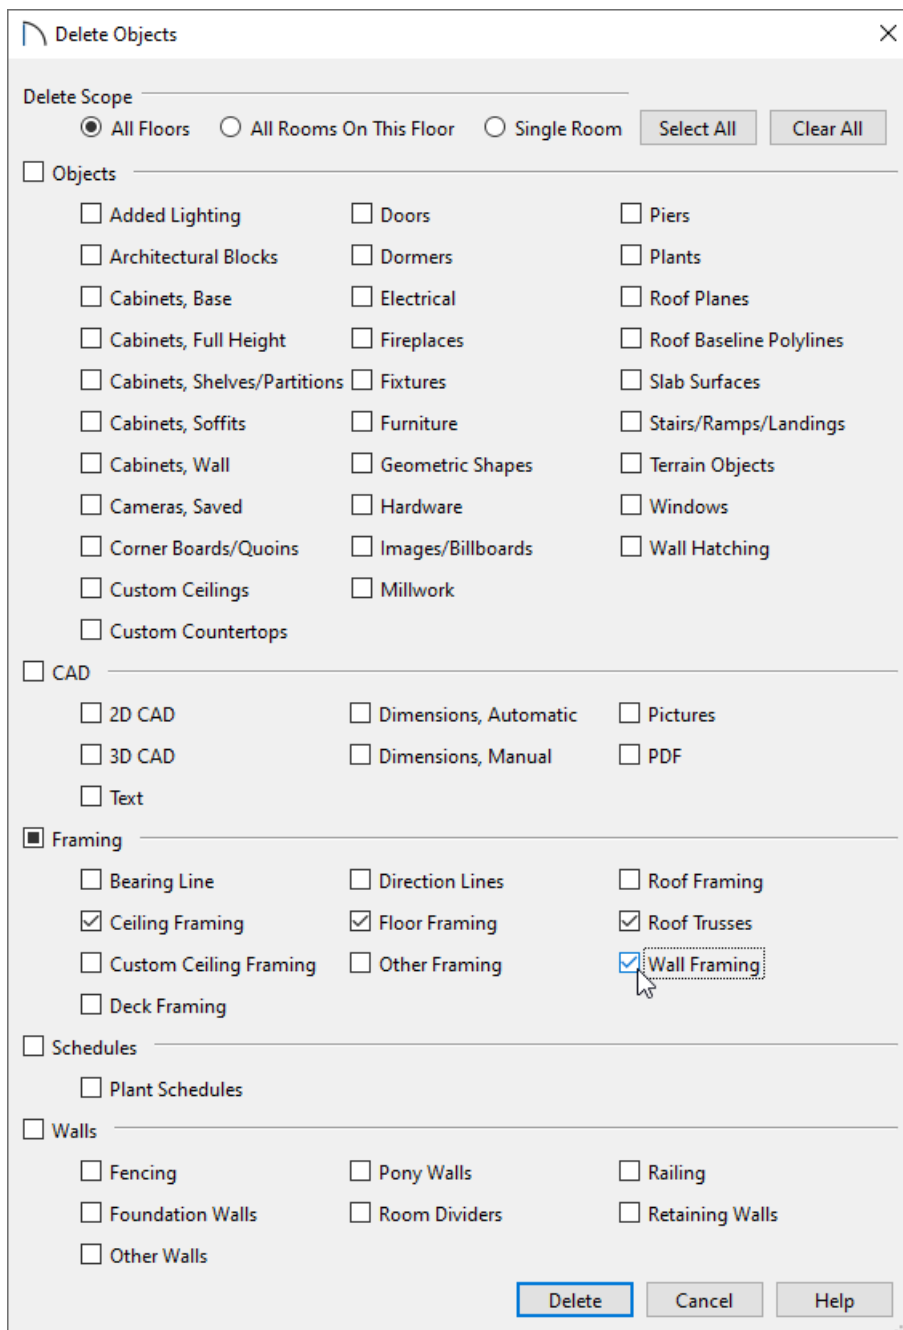 Delete Objects
Delete Scope
All Floors All Rooms On This Floor Single Room Select All Clear All
Objects
Added Lighting Doors Piers
Architectural Blocks Dormers Plants
Cabinets, Base Electrical Roof Planes
Cabinets, Full Height Fireplaces Roof Baseline Polylines
Cabinets, Shelves/Partitions Fixtures Slab Surfaces
Cabinets, Soffits Furniture Stairs/Ramps/Landings
Cabinets, Wall Geometric Shapes Terrain Objects
Cameras, Saved Hardware Windows
Corner Boards/Quoins Images/Billboards Wall Hatching
Custom Ceilings Millwork
Custom Countertops
CAD
2D CAD Dimensions, Automatic Pictures
3D CAD Dimensions, Manual PDF
Text
Framing
Bearing Line Direction Lines Roof Framing
Ceiling Framing Floor Framing Roof Trusses
Custom Ceiling Framing Other Framing Wall Framing
Deck Framing
Schedules
Plant Schedules
Walls
Fencing Pony Walls Railing
Foundation Walls Room Dividers Retaining Walls
Other Walls
Delete Cancel Help